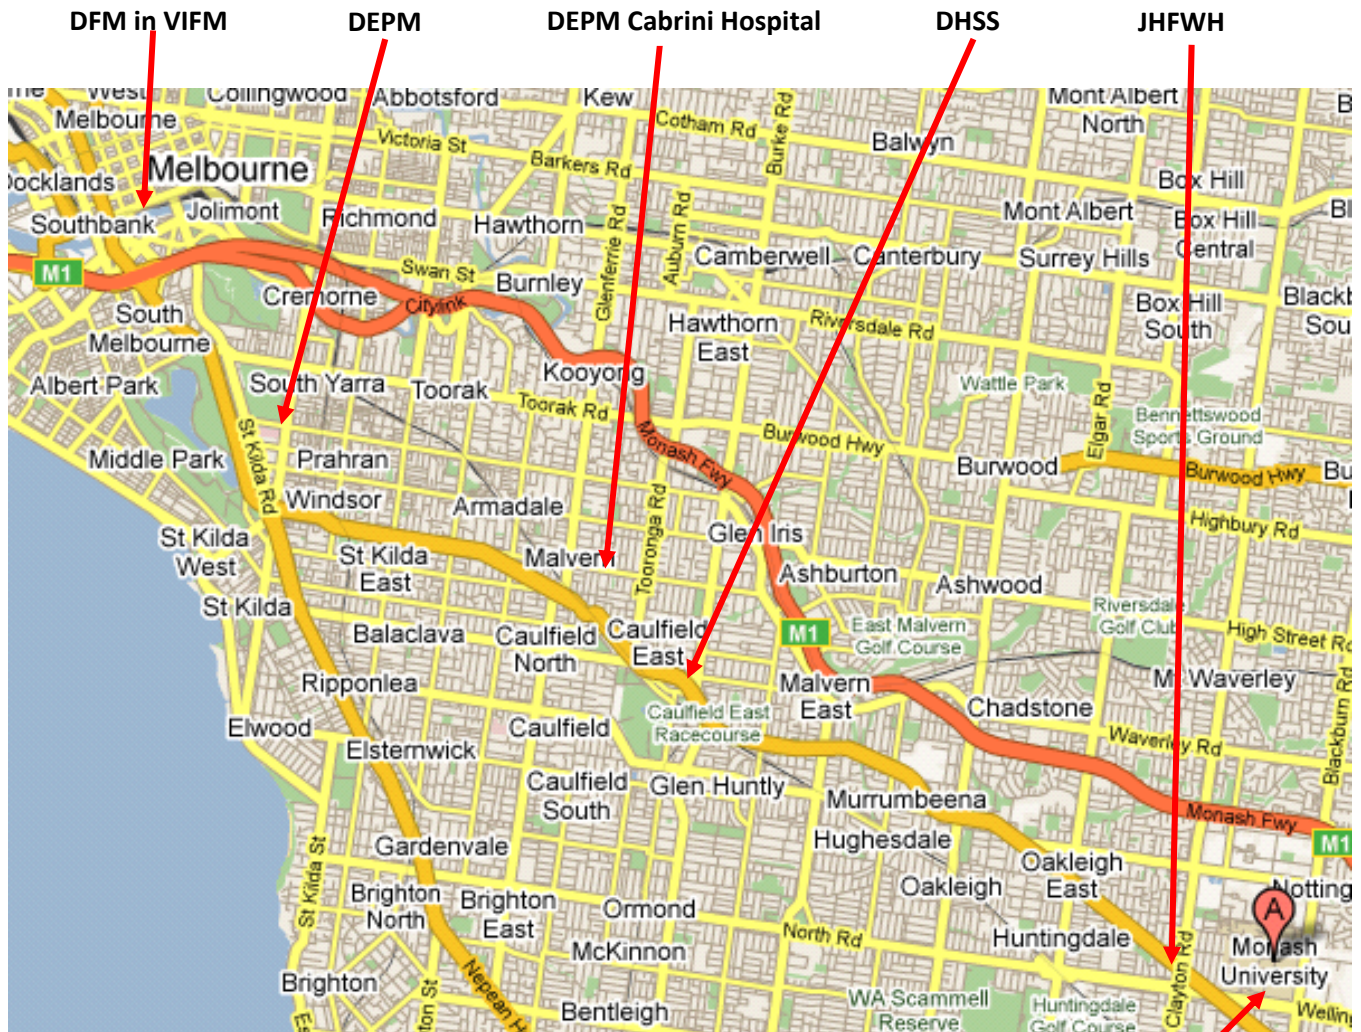 DFM in VIFM
DEPM
DEPM Cabrini Hospital
DHSS
JHFWH
West
Melbourne
Collingwood
Abbotsford
Kew
Cotham Rd
Burke Rd
Mont Albert
North
Victoria St
Barkers Rd
Balwyn
Melbourne
Docklands
Box Hill
Southbank
Jolimont
Richmond
Hawthorn
Glenferrie Rd
Auburn Rd
Mont Albert
Box Hill
Central
M1
Swan St
Burnley
Camberwell
Canterbury
Surrey Hills
Cremorne
Citylink
South
Melbourne
Hawthorn
East
Riversdale Rd
Box Hill
South
Blackb
Sou
Albert Park
South Yarra
Toorak
Kooyong
Toorak Rd
Wattle Park
Elgar Rd
Bennettswood
Sports Ground
St Kilda Rd
Monash Fwy
Burwood Hwy
Middle Park
Prahran
Burwood
Burwood Hwy
Bu
Windsor
Armadale
Tooronga Rd
Glen Iris
Highbury Rd
St Kilda
West
St Kilda
East
Malvern
Ashburton
Ashwood
St Kilda
Balaclava
Caulfield
North
Caulfield
East
M1
East Malvern
Golf Course
Riversdale
Golf Club
High Street Rd
Ripponlea
Malvern
East
Mt Waverley
Blackburn Rd
Elwood
Elsternwick
Caulfield
Caulfield East
Racecourse
Chadstone
Waverley Rd
Caulfield
South
Glen Huntly
Murrumbeena
Monash Fwy
M1
Gardenvale
Hughesdale
Oakleigh
East
St Kilda St
Brighton
North
Brighton
East
Ormond
Oakleigh
Notting
A
North Rd
Huntingdale
Clayton Rd
Monash
University
McKinnon
Brighton
Nepean H
Bentleigh
WA Scammell
Reserve
Huntingdale
Golf Course
Welling